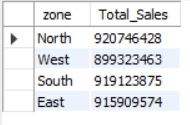 zone Total_Sales
North 920746428
West 899323463
South 919123875
East 915909574